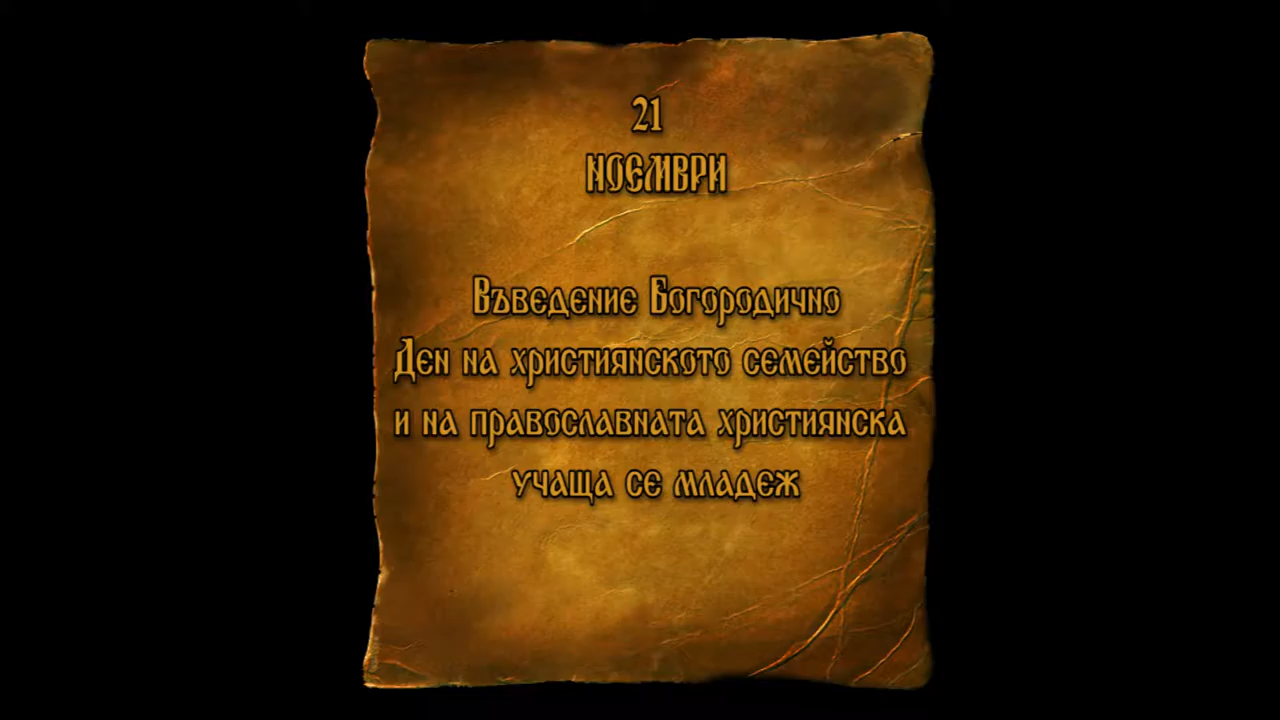 21
НОЕМВРИ
Въведение Богородично
Ден на християнското семейство
и на православната християнска
учаща се младеж